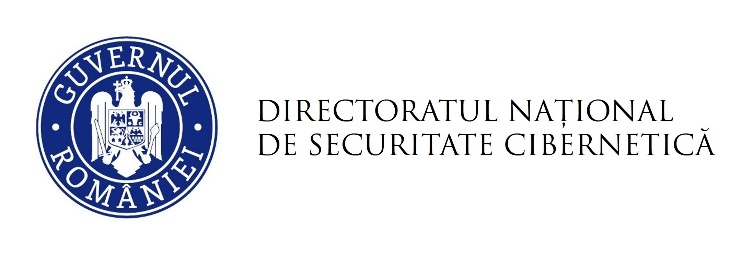 GUVERNUL
ROMÂNIEI
DIRECTORATUL NAȚIONAL
DE SECURITATE CIBERNETICĂ